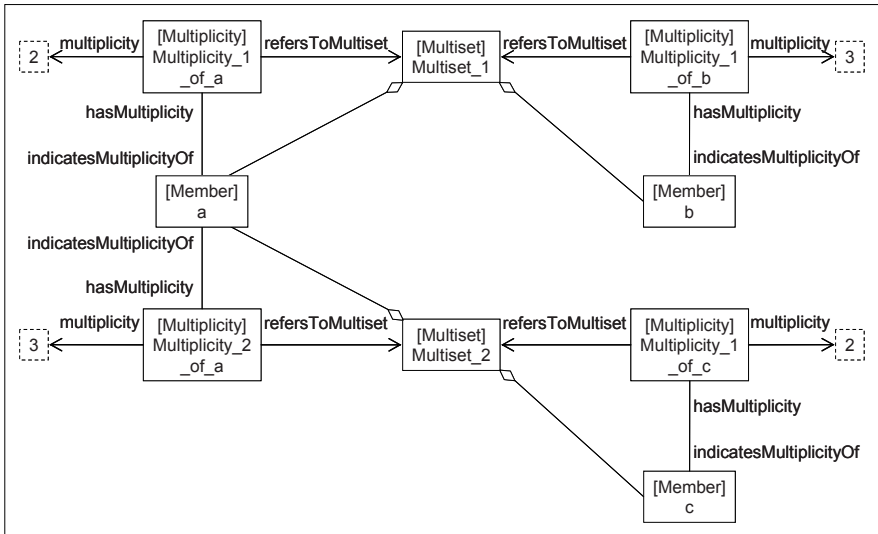 2
multiplicity
[Multiplicity]
Multiplicity_1
_of_a
refersToMultiset
[Multiset]
Multiset_1
refersToMultiset
[Multiplicity]
Multiplicity_1
_of_b
multiplicity
3
hasMultiplicity
hasMultiplicity
indicatesMultiplicityOf
indicatesMultiplicityOf
[Member]
a
[Member]
b
indicatesMultiplicityOf
hasMultiplicity
3
multiplicity
[Multiplicity]
Multiplicity_2
_of_a
refersToMultiset
[Multiset]
Multiset_2
refersToMultiset
[Multiplicity]
Multiplicity_1
_of_c
multiplicity
2
hasMultiplicity
indicatesMultiplicityOf
[Member]
c